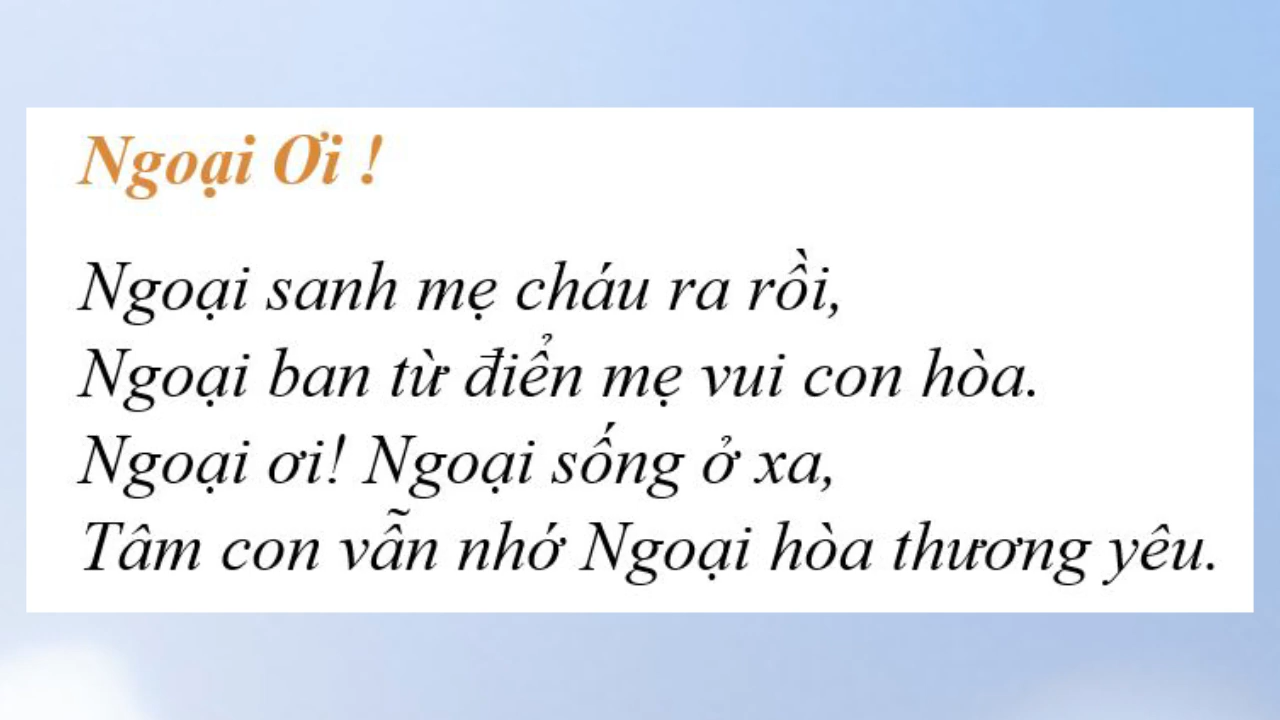 Ngoại Ơi !
Ngoại sanh mẹ cháu ra rồi,
Ngoại ban từ điển mẹ vui con hòa.
Ngoại ơi! Ngoại sống ở xa,
Tâm con vẫn nhớ Ngoại hòa thương yêu.